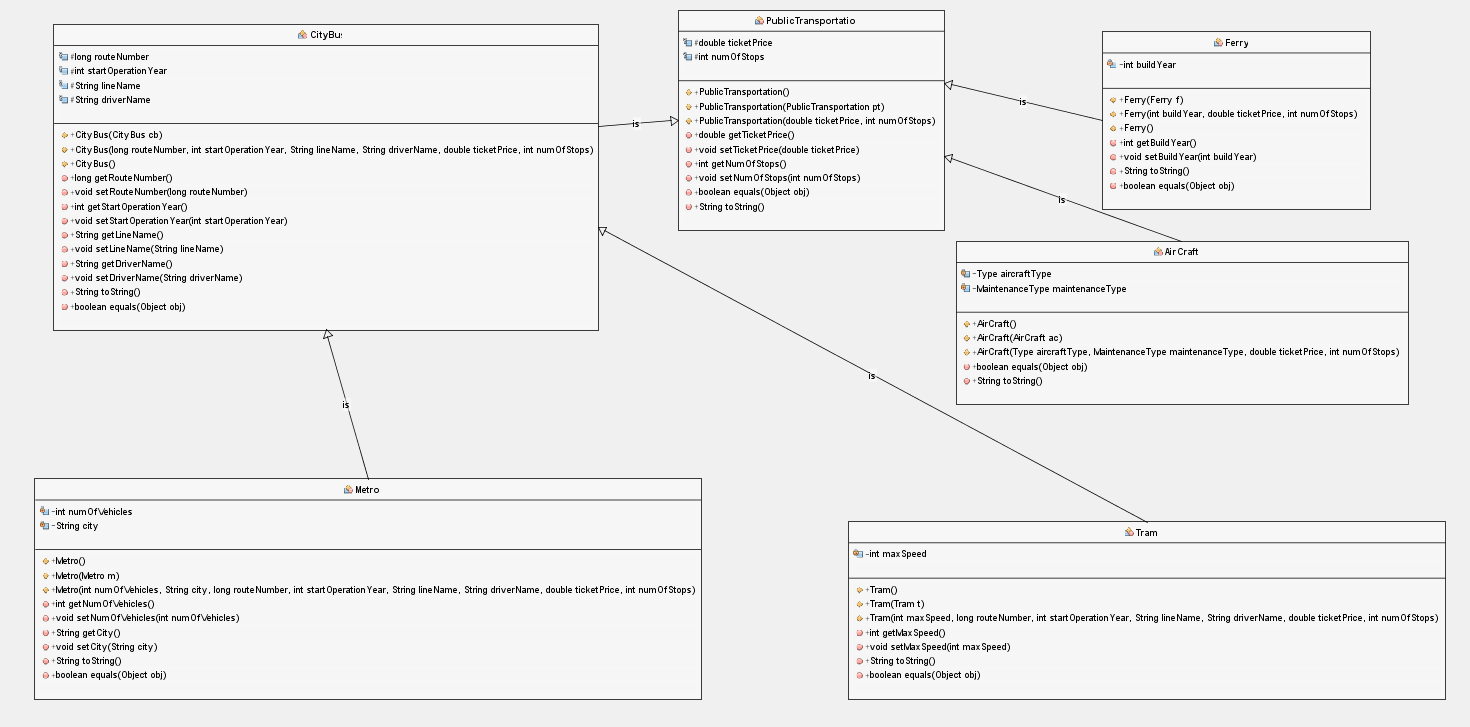 CityBus
#long routeNumber
#int startOperationYear
#String lineName
#String driverName
+CityBus(CityBus cb)
+CityBus(long routeNumber, int startOperationYear, String lineName, String driverName, double ticketPrice, int numOfStops)
+CityBus()
+long getRouteNumber()
+void setRouteNumber(long routeNumber)
+int getStartOperationYear()
+void setStartOperationYear(int startOperationYear)
+String getLineName()
+void setLineName(String lineName)
+String getDriverName()
+void setDriverName(String driverName)
+String toString()
+boolean equals(Object obj)
is
PublicTransportatio
#double ticketPrice
#int numOfStops
+PublicTransportation()
+PublicTransportation(PublicTransportation pt)
+PublicTransportation(double ticketPrice, int numOfStops)
+double getTicketPrice()
+void setTicketPrice(double ticketPrice)
+int getNumOfStops()
+void setNumOfStops(int numOfStops)
+boolean equals(Object obj)
+String toString()
is
Ferry
-int buildYear
+Ferry(Ferry f)
+Ferry(int buildYear, double ticketPrice, int numOfStops)
+Ferry()
+int getBuildYear()
+void setBuildYear(int buildYear)
+String toString()
+boolean equals(Object obj)
is
AirCraft
-Type aircraftType
-MaintenanceType maintenanceType
+AirCraft()
+AirCraft(AirCraft ac)
+AirCraft(Type aircraftType, MaintenanceType maintenanceType, double ticketPrice, int numOfStops)
+boolean equals(Object obj)
+String toString()
is
is
Metro
-int numOfVehicles
-String city
+Metro()
+Metro(Metro m)
+Metro(int numOfVehicles, String city, long routeNumber, int startOperationYear, String lineName, String driverName, double ticketPrice, int numOfStops)
+int getNumOfVehicles()
+void setNumOfVehicles(int numOfVehicles)
+String getCity()
+void setCity(String city)
+String toString()
+boolean equals(Object obj)
Tram
-int maxSpeed
+Tram()
+Tram(Tram t)
+Tram(int maxSpeed, long routeNumber, int startOperationYear, String lineName, String driverName, double ticketPrice, int numOfStops)
+int getMaxSpeed()
+void setMaxSpeed(int maxSpeed)
+String toString()
+boolean equals(Object obj)